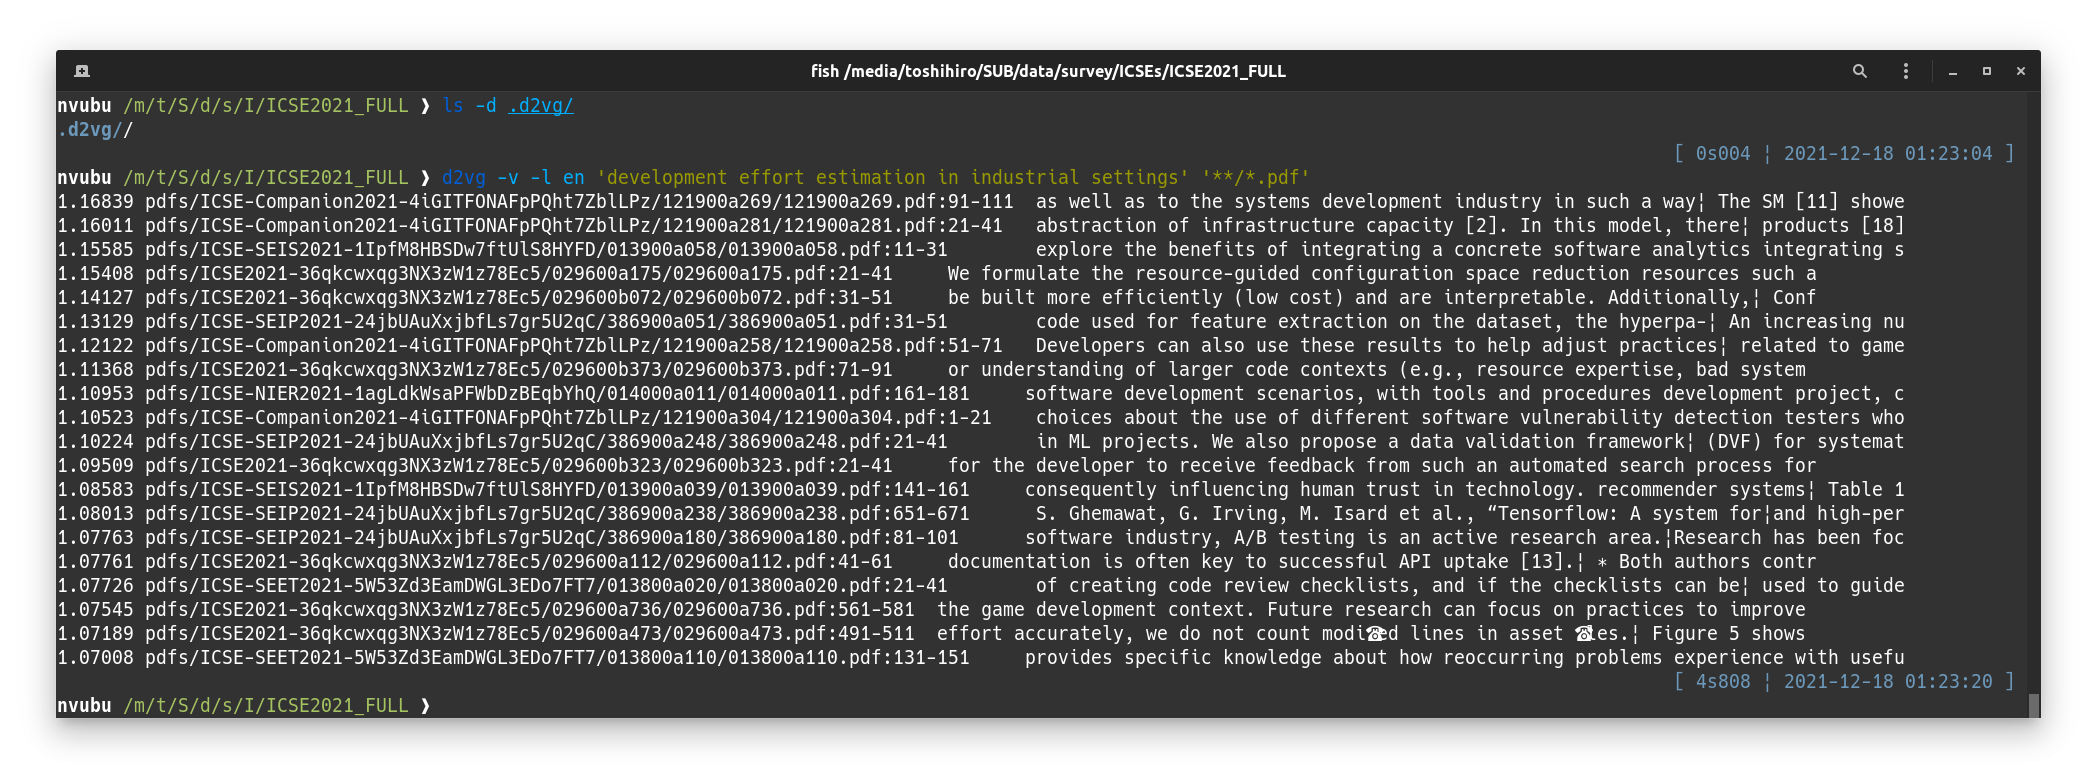 fish /media/toshihiro/SUB/data/survey/ICSEs/ICSE2021_FULL
nvubu /m/t/S/d/s/I/ICSE2021_FULL ❯ ls -d .d2vg/
.d2vg//
[ 0s004 ¦ 2021-12-18 01:23:04 ]
nvubu /m/t/S/d/s/I/ICSE2021_FULL ❯ d2vg -v -l en 'development effort estimation in industrial settings' '**/*.pdf'
1.16839 pdfs/ICSE-Companion2021-4iGITFONAFpPQht7ZblLPz/121900a269/121900a269.pdf:91-111  as well as to the systems development industry in such a way¦ The SM [11] showe
1.16011 pdfs/ICSE-Companion2021-4iGITFONAFpPQht7ZblLPz/121900a281/121900a281.pdf:21-41   abstraction of infrastructure capacity [2]. In this model, there¦ products [18]
1.15585 pdfs/ICSE-SEIS2021-1IpfM8HBSDw7ftUlS8HYFD/013900a058/013900a058.pdf:11-31        explore the benefits of integrating a concrete software analytics integrating s
1.15408 pdfs/ICSE2021-36qkcwxqg3NX3zW1z78Ec5/029600a175/029600a175.pdf:21-41     We formulate the resource-guided configuration space reduction resources such a
1.14127 pdfs/ICSE2021-36qkcwxqg3NX3zW1z78Ec5/029600b072/029600b072.pdf:31-51     be built more efficiently (low cost) and are interpretable. Additionally,¦ Conf
1.13129 pdfs/ICSE-SEIP2021-24jbUAuXxjbfLs7gr5U2qC/386900a051/386900a051.pdf:31-51        code used for feature extraction on the dataset, the hyperpa-¦ An increasing nu
1.12122 pdfs/ICSE-Companion2021-4iGITFONAFpPQht7ZblLPz/121900a258/121900a258.pdf:51-71   Developers can also use these results to help adjust practices¦ related to game
1.11368 pdfs/ICSE2021-36qkcwxqg3NX3zW1z78Ec5/029600b373/029600b373.pdf:71-91     or understanding of larger code contexts (e.g., resource expertise, bad system
1.10953 pdfs/ICSE-NIER2021-1agLdkWsaPFWbDzBEqbYhQ/014000a011/014000a011.pdf:161-181     software development scenarios, with tools and procedures development project, c
1.10523 pdfs/ICSE-Companion2021-4iGITFONAFpPQht7ZblLPz/121900a304/121900a304.pdf:1-21    choices about the use of different software vulnerability detection testers who
1.10224 pdfs/ICSE-SEIP2021-24jbUAuXxjbfLs7gr5U2qC/386900a248/386900a248.pdf:21-41        in ML projects. We also propose a data validation framework¦ (DVF) for systemat
1.09509 pdfs/ICSE2021-36qkcwxqg3NX3zW1z78Ec5/029600b323/029600b323.pdf:21-41     for the developer to receive feedback from such an automated search process for
1.08583 pdfs/ICSE-SEIS2021-1IpfM8HBSDw7ftUlS8HYFD/013900a039/013900a039.pdf:141-161     consequently influencing human trust in technology. recommender systems¦ Table 1
1.08013 pdfs/ICSE-SEIP2021-24jbUAuXxjbfLs7gr5U2qC/386900a238/386900a238.pdf:651-671      S. Ghemawat, G. Irving, M. Isard et al., “Tensorflow: A system for¦and high-per
1.07763 pdfs/ICSE-SEIP2021-24jbUAuXxjbfLs7gr5U2qC/386900a180/386900a180.pdf:81-101      software industry, A/B testing is an active research area.¦Research has been foc
1.07761 pdfs/ICSE2021-36qkcwxqg3NX3zW1z78Ec5/029600a112/029600a112.pdf:41-61     documentation is often key to successful API uptake [13].¦ ∗ Both authors contr
1.07726 pdfs/ICSE-SEET2021-5W53Zd3EamDWGL3EDo7FT7/013800a020/013800a020.pdf:21-41        of creating code review checklists, and if the checklists can be¦ used to guide
1.07545 pdfs/ICSE2021-36qkcwxqg3NX3zW1z78Ec5/029600a736/029600a736.pdf:561-581  the game development context. Future research can focus on practices to improve
1.07189 pdfs/ICSE2021-36qkcwxqg3NX3zW1z78Ec5/029600a473/029600a473.pdf:491-511  effort accurately, we do not count modi☎ed lines in asset ☎les.¦ Figure 5 shows
1.07008 pdfs/ICSE-SEET2021-5W53Zd3EamDWGL3EDo7FT7/013800a110/013800a110.pdf:131-151     provides specific knowledge about how reoccurring problems experience with usefu
[ 4s808 ¦ 2021-12-18 01:23:20 ]
nvubu /m/t/S/d/s/I/ICSE2021_FULL ❯